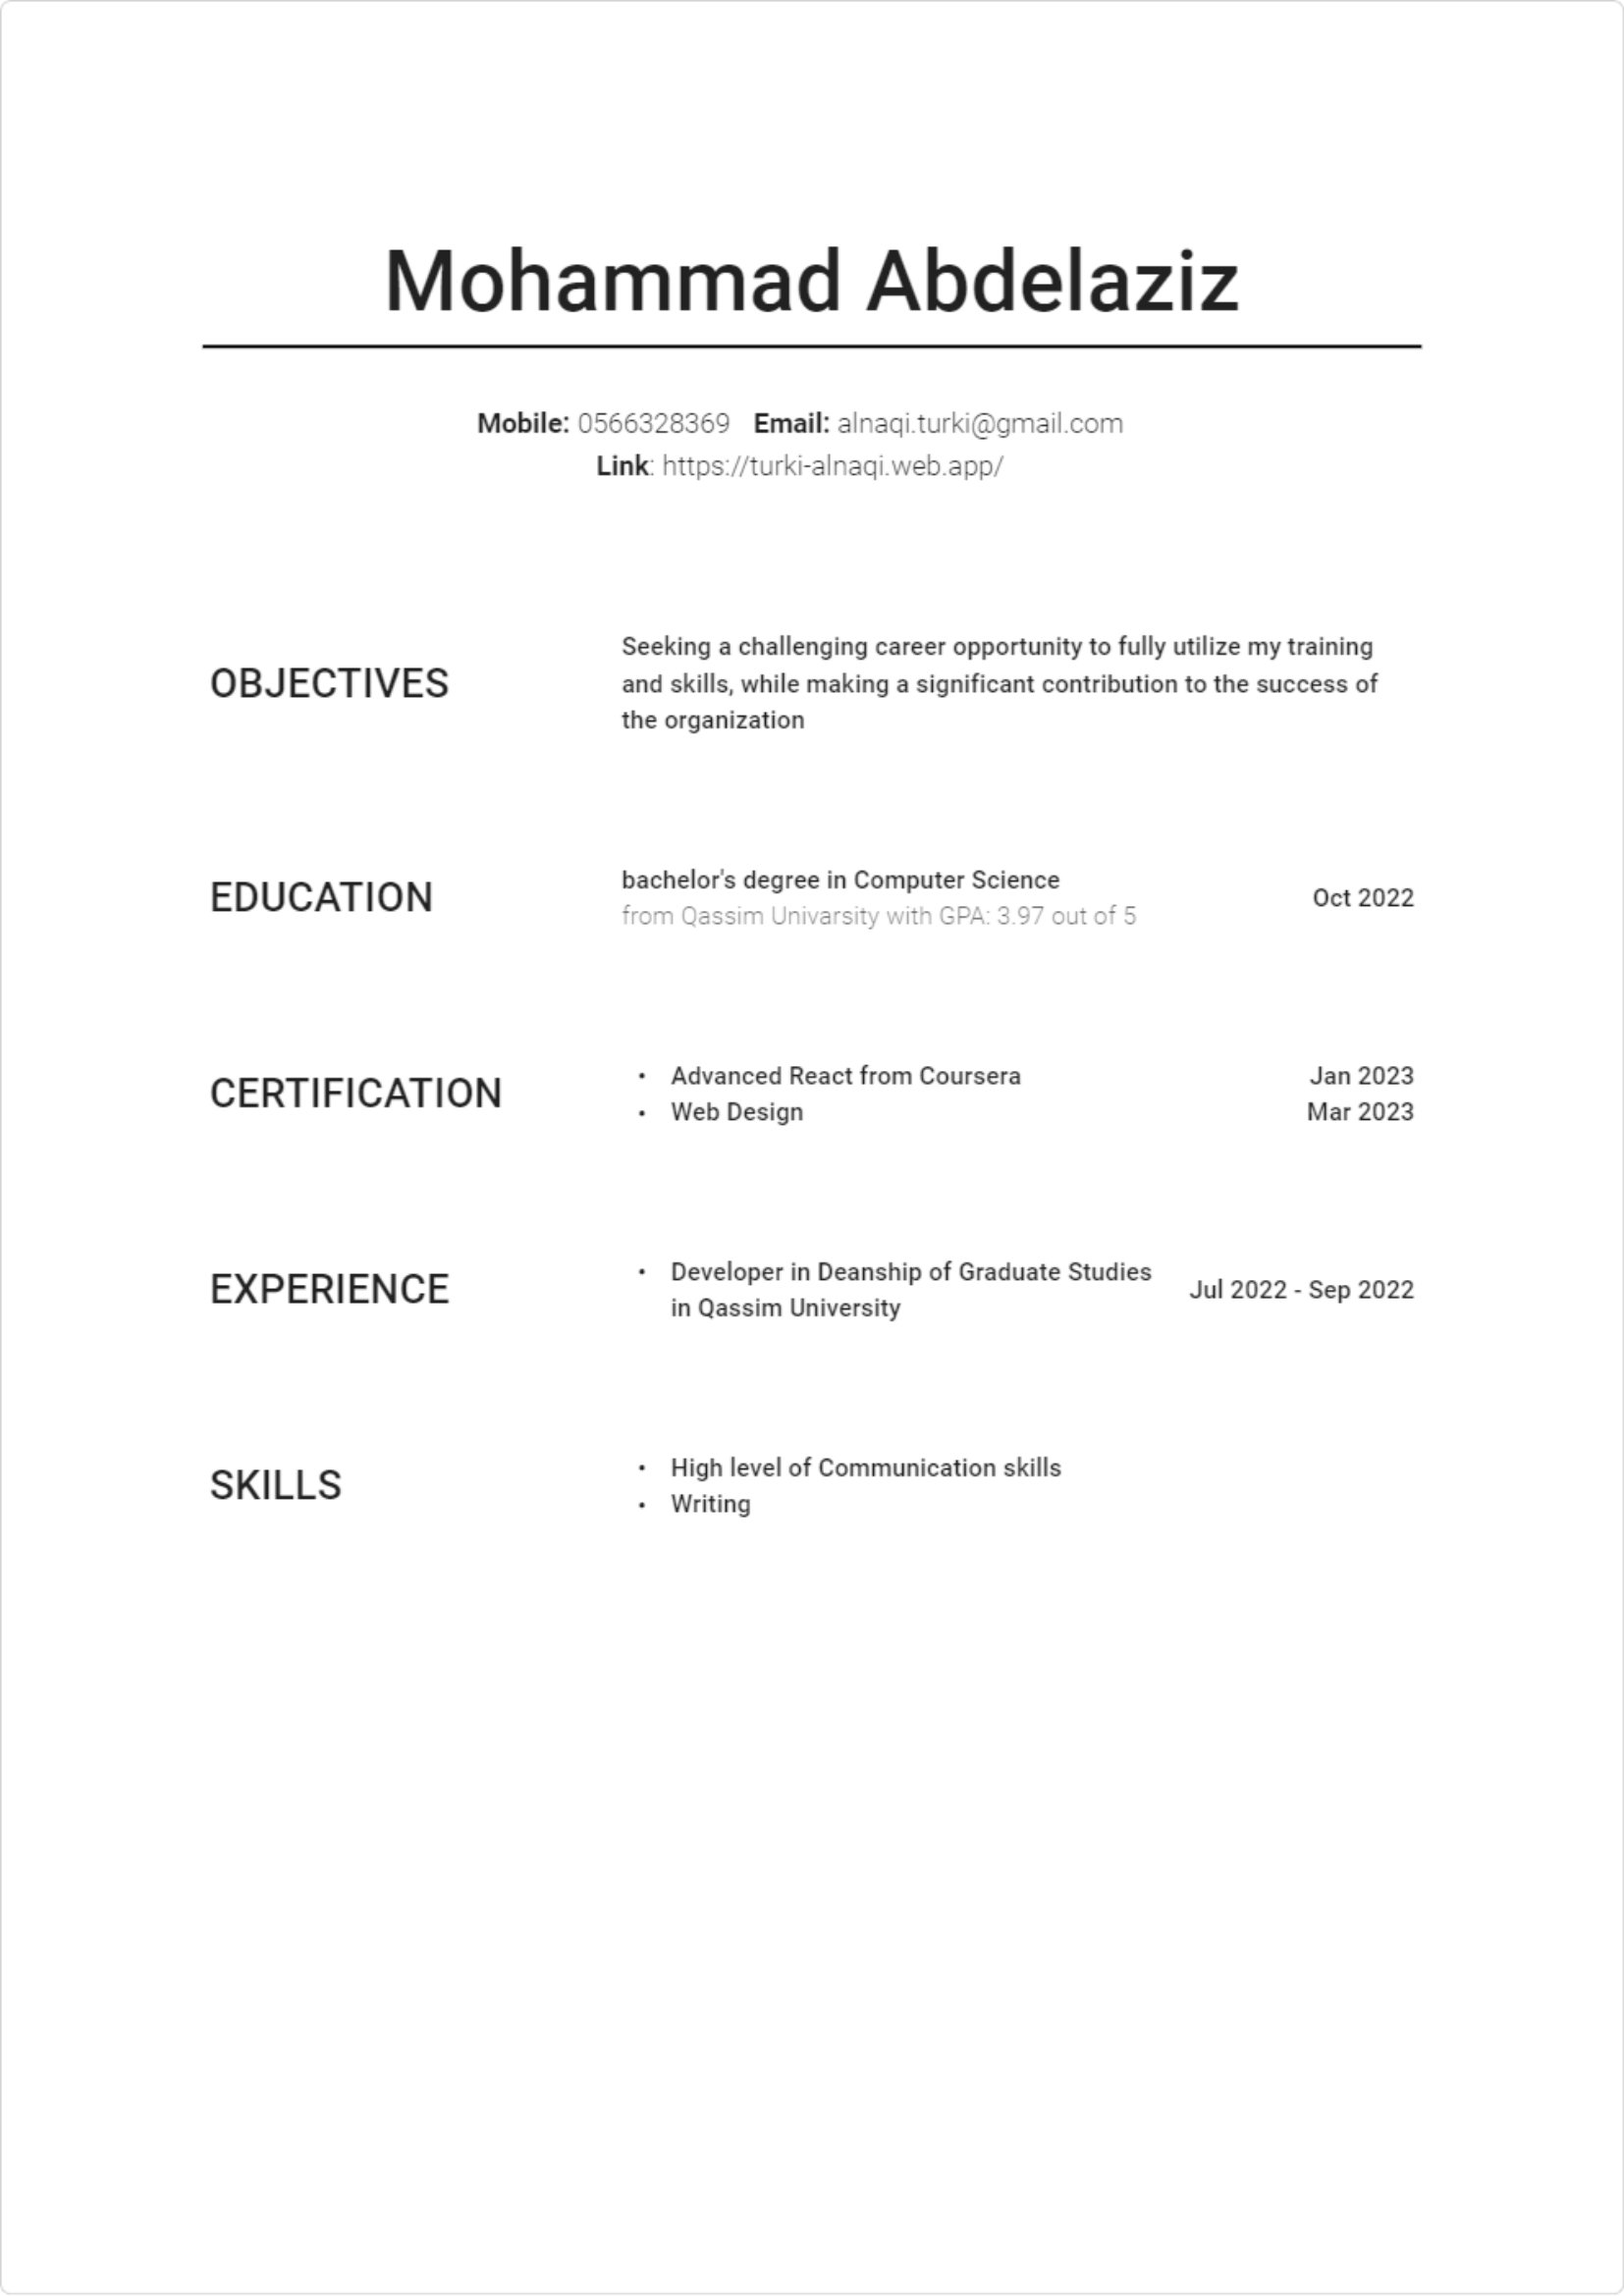 Mohammad Abdelaziz
Mobile: 0566328369 Email: alnaqi.turki@gmail.com
Link: https://turki-alnaqi.web.app/
OBJECTIVES
Seeking a challenging career opportunity to fully utilize my training
and skills, while making a significant contribution to the success of
the organization
EDUCATION
bachelor's degree in Computer Science
from Qassim Univarsity with GPA: 3.97 out of 5
Oct 2022
CERTIFICATION
• Advanced React from Coursera Jan 2023
• Web Design Mar 2023
EXPERIENCE
• Developer in Deanship of Graduate Studies
in Qassim University
Jul 2022 - Sep 2022
SKILLS
• High level of Communication skills
• Writing